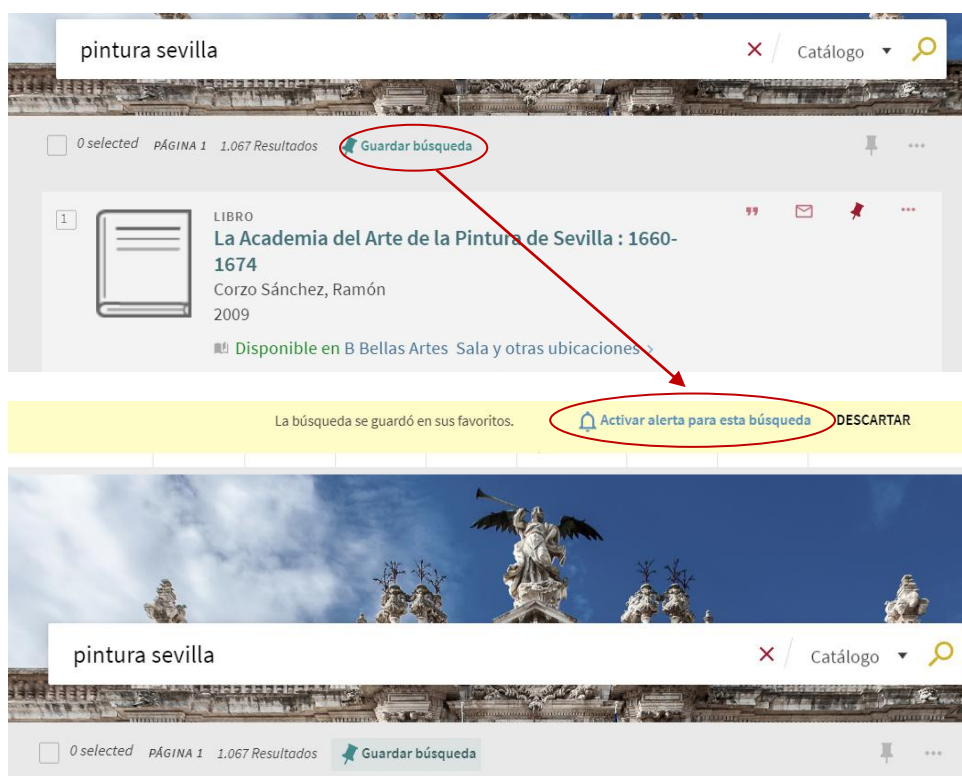 pintura sevilla
Catálogo
0 selected PÁGINA 1 1.067 Resultados Guardar búsqueda
1
LIBRO
La Academia del Arte de la Pintura de Sevilla : 1660-
1674
Corzo Sánchez, Ramón
2009
Disponible en B Bellas Artes Sala y otras ubicaciones
La búsqueda se guardó en sus favoritos. Activar alerta para esta búsqueda DESCARTAR
pintura sevilla
Catálogo
0 selected PÁGINA 1 1.067 Resultados Guardar búsqueda